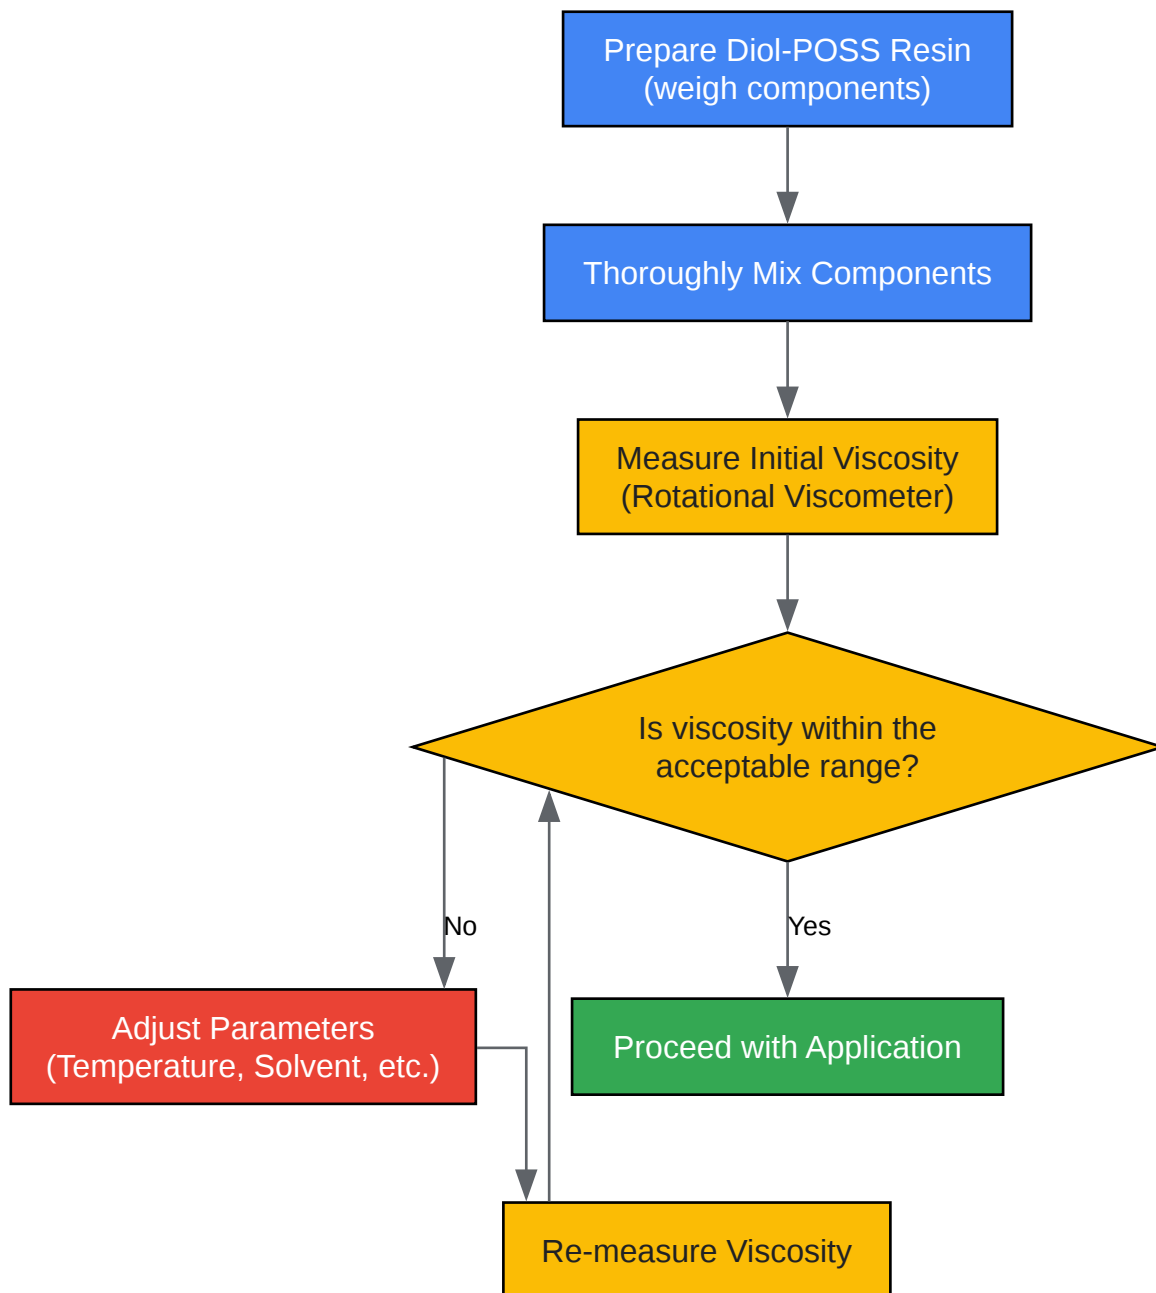 Prepare Diol-POSS Resin
(weigh components)
Thoroughly Mix Components
Measure Initial Viscosity
(Rotational Viscometer)
Is viscosity within the
acceptable range?
No
Yes
Adjust Parameters
(Temperature, Solvent, etc.)
Proceed with Application
Re-measure Viscosity